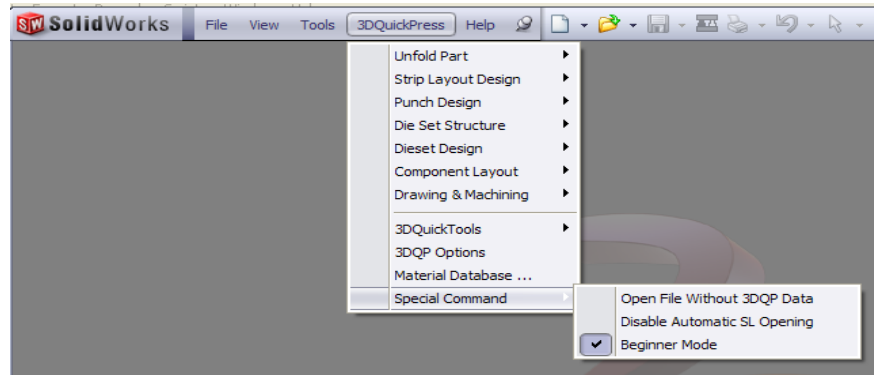 SW SolidWorks File View Tools 3DQuickPress Help
Unfold Part
Strip Layout Design
Punch Design
Die Set Structure
Dieset Design
Component Layout
Drawing & Machining
3DQuickTools
3DQP Options
Material Database ...
Special Command
Open File Without 3DQP Data
Disable Automatic SL Opening
Beginner Mode